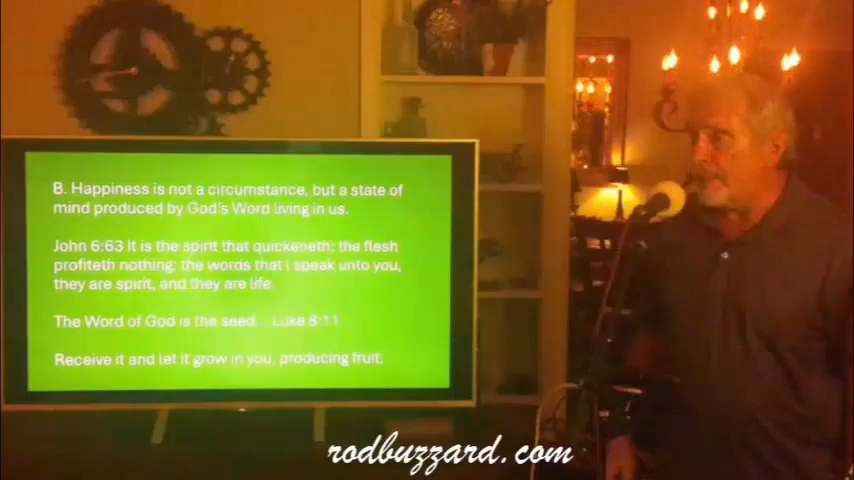 B. Happiness is not a circumstance, but a state of
mind produced by God's Word living in us.
John 6:63 It is the spirit that quickeneth; the flesh
profiteth nothing: the words that I speak unto you,
they are spirit, and they are life
The Word of God is the seed... Luke 8:11
Receive it and let it grow in you, producing fruit.
rodbuzzard.com